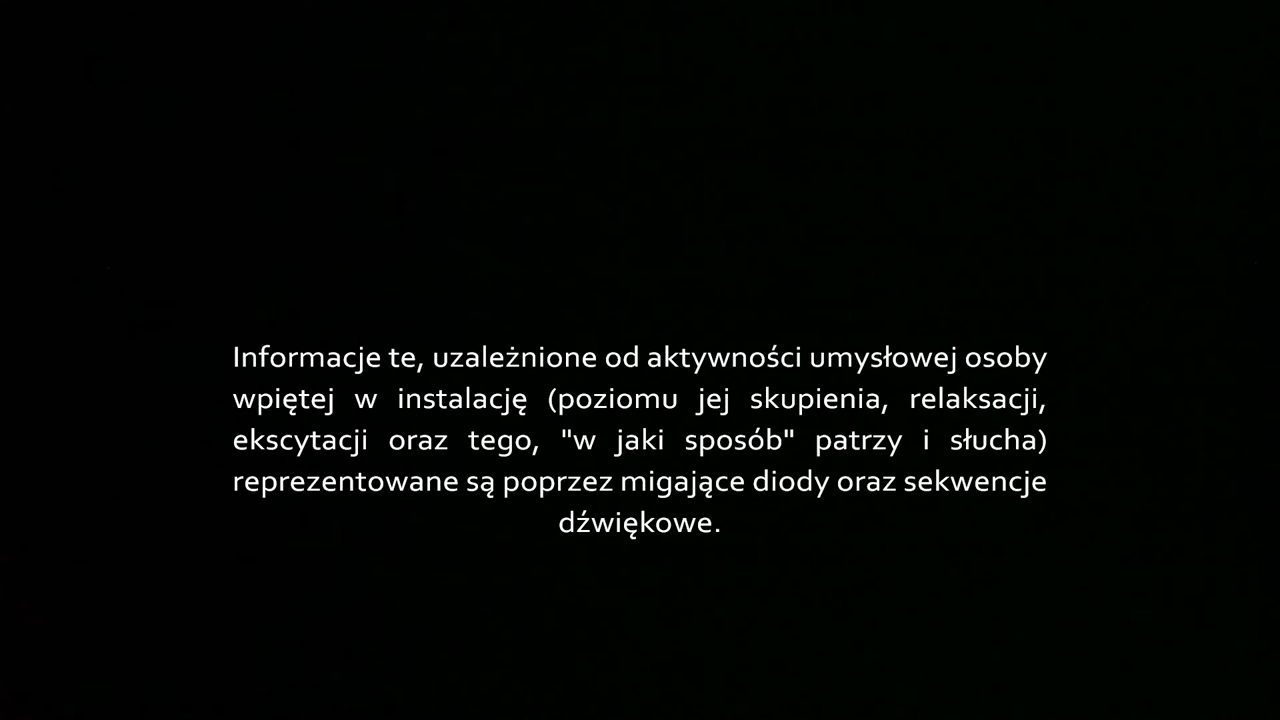 Informacje te, uzależnione od aktywności umysłowej osoby
wpiętej w instalację (poziomu jej skupienia, relaksacji,
ekscytacji oraz tego, "w jaki sposób" patrzy i słucha)
reprezentowane są poprzez migające diody oraz sekwencje
dźwiękowe.